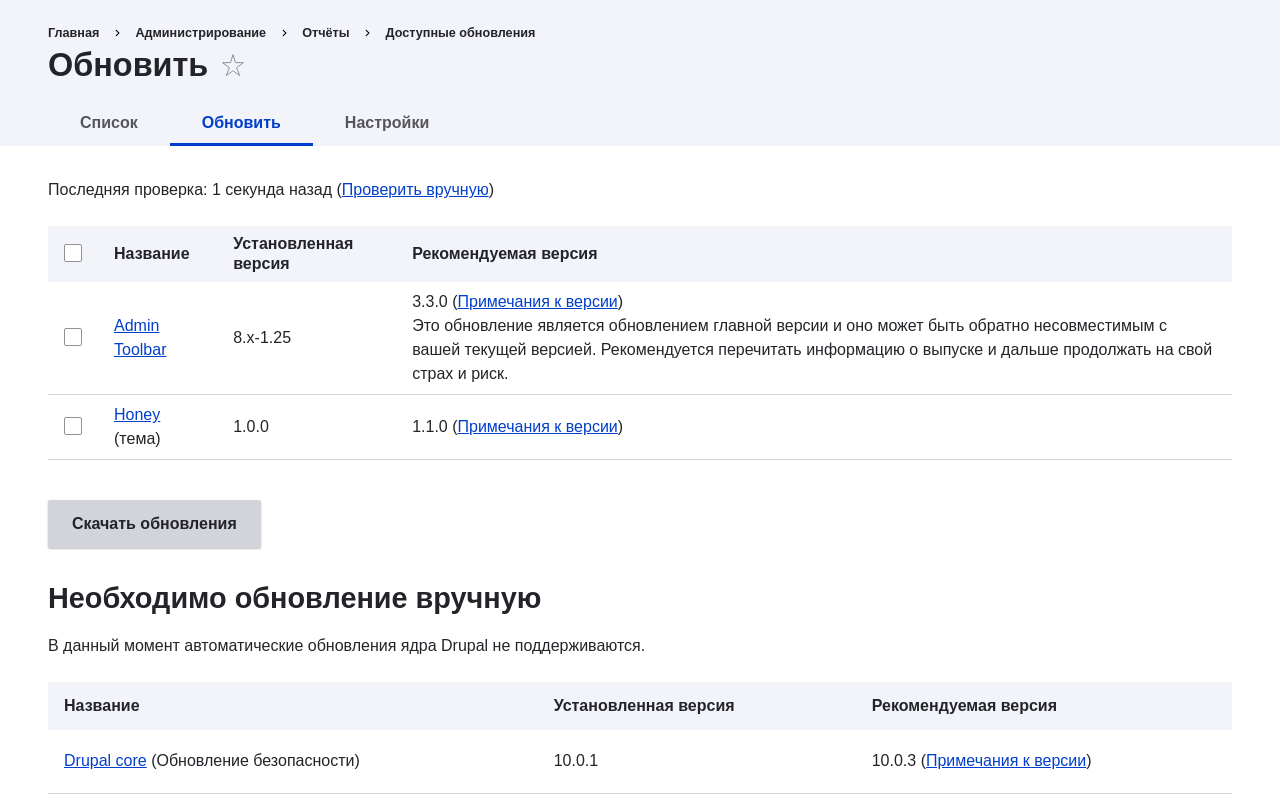 Главная › Администрирование › Отчёты › Доступные обновления
Обновить ☆
Список Обновить Настройки
Последняя проверка: 1 секунда назад (Проверить вручную)
Название Установленная версия Рекомендуемая версия
Admin Toolbar 8.x-1.25 3.3.0 (Примечания к версии)
Это обновление является обновлением главной версии и оно может быть обратно несовместимым с
вашей текущей версией. Рекомендуется перечитать информацию о выпуске и дальше продолжать на свой
страх и риск.
Honey (тема) 1.0.0 1.1.0 (Примечания к версии)
Скачать обновления
Необходимо обновление вручную
В данный момент автоматические обновления ядра Drupal не поддерживаются.
Название Установленная версия Рекомендуемая версия
Drupal core (Обновление безопасности) 10.0.1 10.0.3 (Примечания к версии)